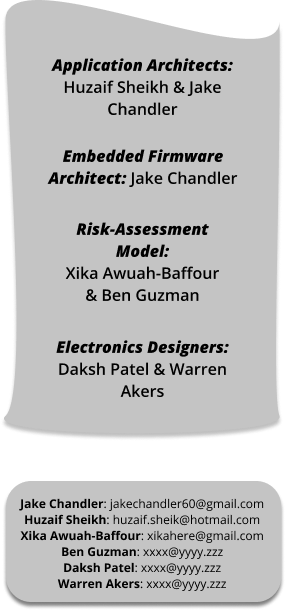 Application Architects:
Huzaif Sheikh & Jake
Chandler
Embedded Firmware
Architect: Jake Chandler
Risk-Assessment
Model:
Xika Awuah-Baffour
& Ben Guzman
Electronics Designers:
Daksh Patel & Warren
Akers
Jake Chandler: jakechandler60@gmail.com
Huzaif Sheikh: huzaif.sheik@hotmail.com
Xika Awuah-Baffour: xikahere@gmail.com
Ben Guzman: xxxx@yyyy.zzz
Daksh Patel: xxxx@yyyy.zzz
Warren Akers: xxxx@yyyy.zzz